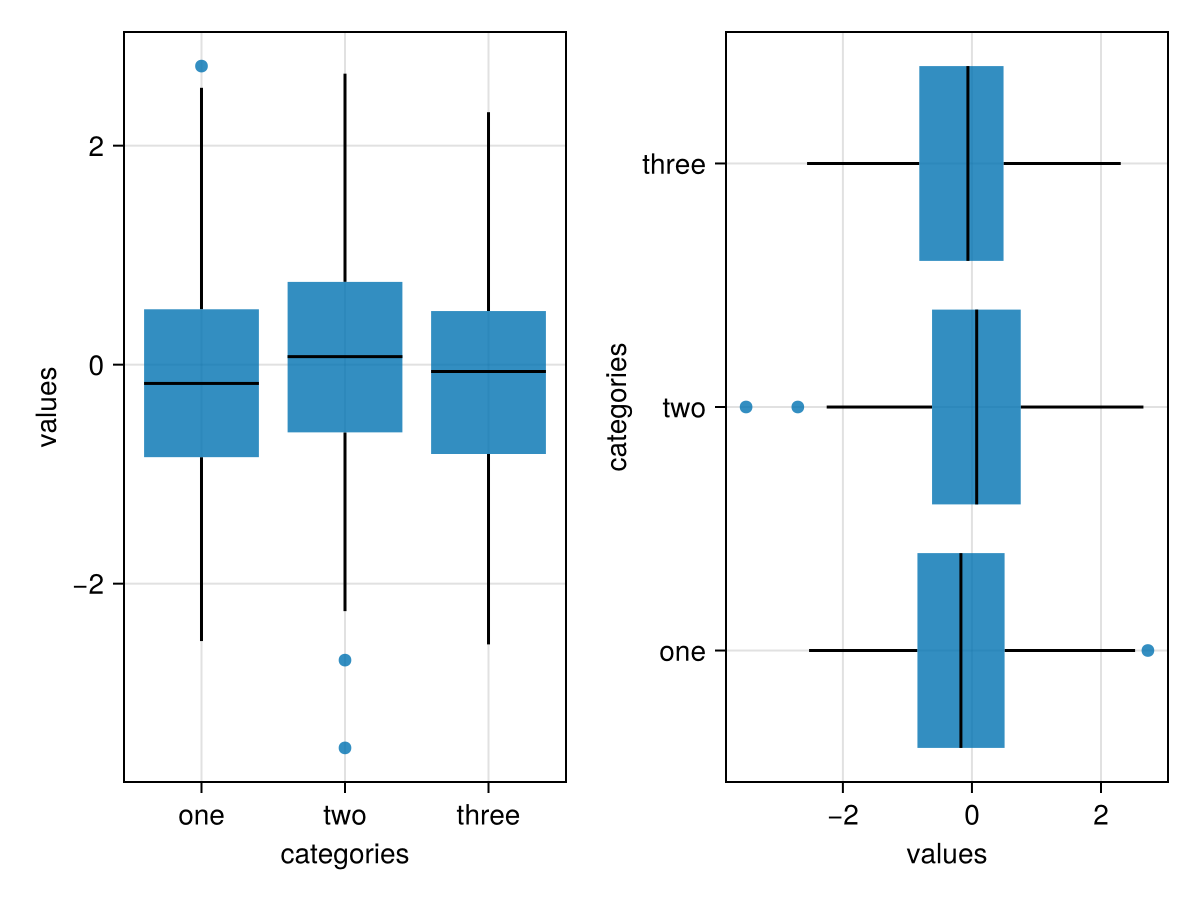 values
2
0
−2
one two three
categories
categories
three
two
one
−2 0 2
values